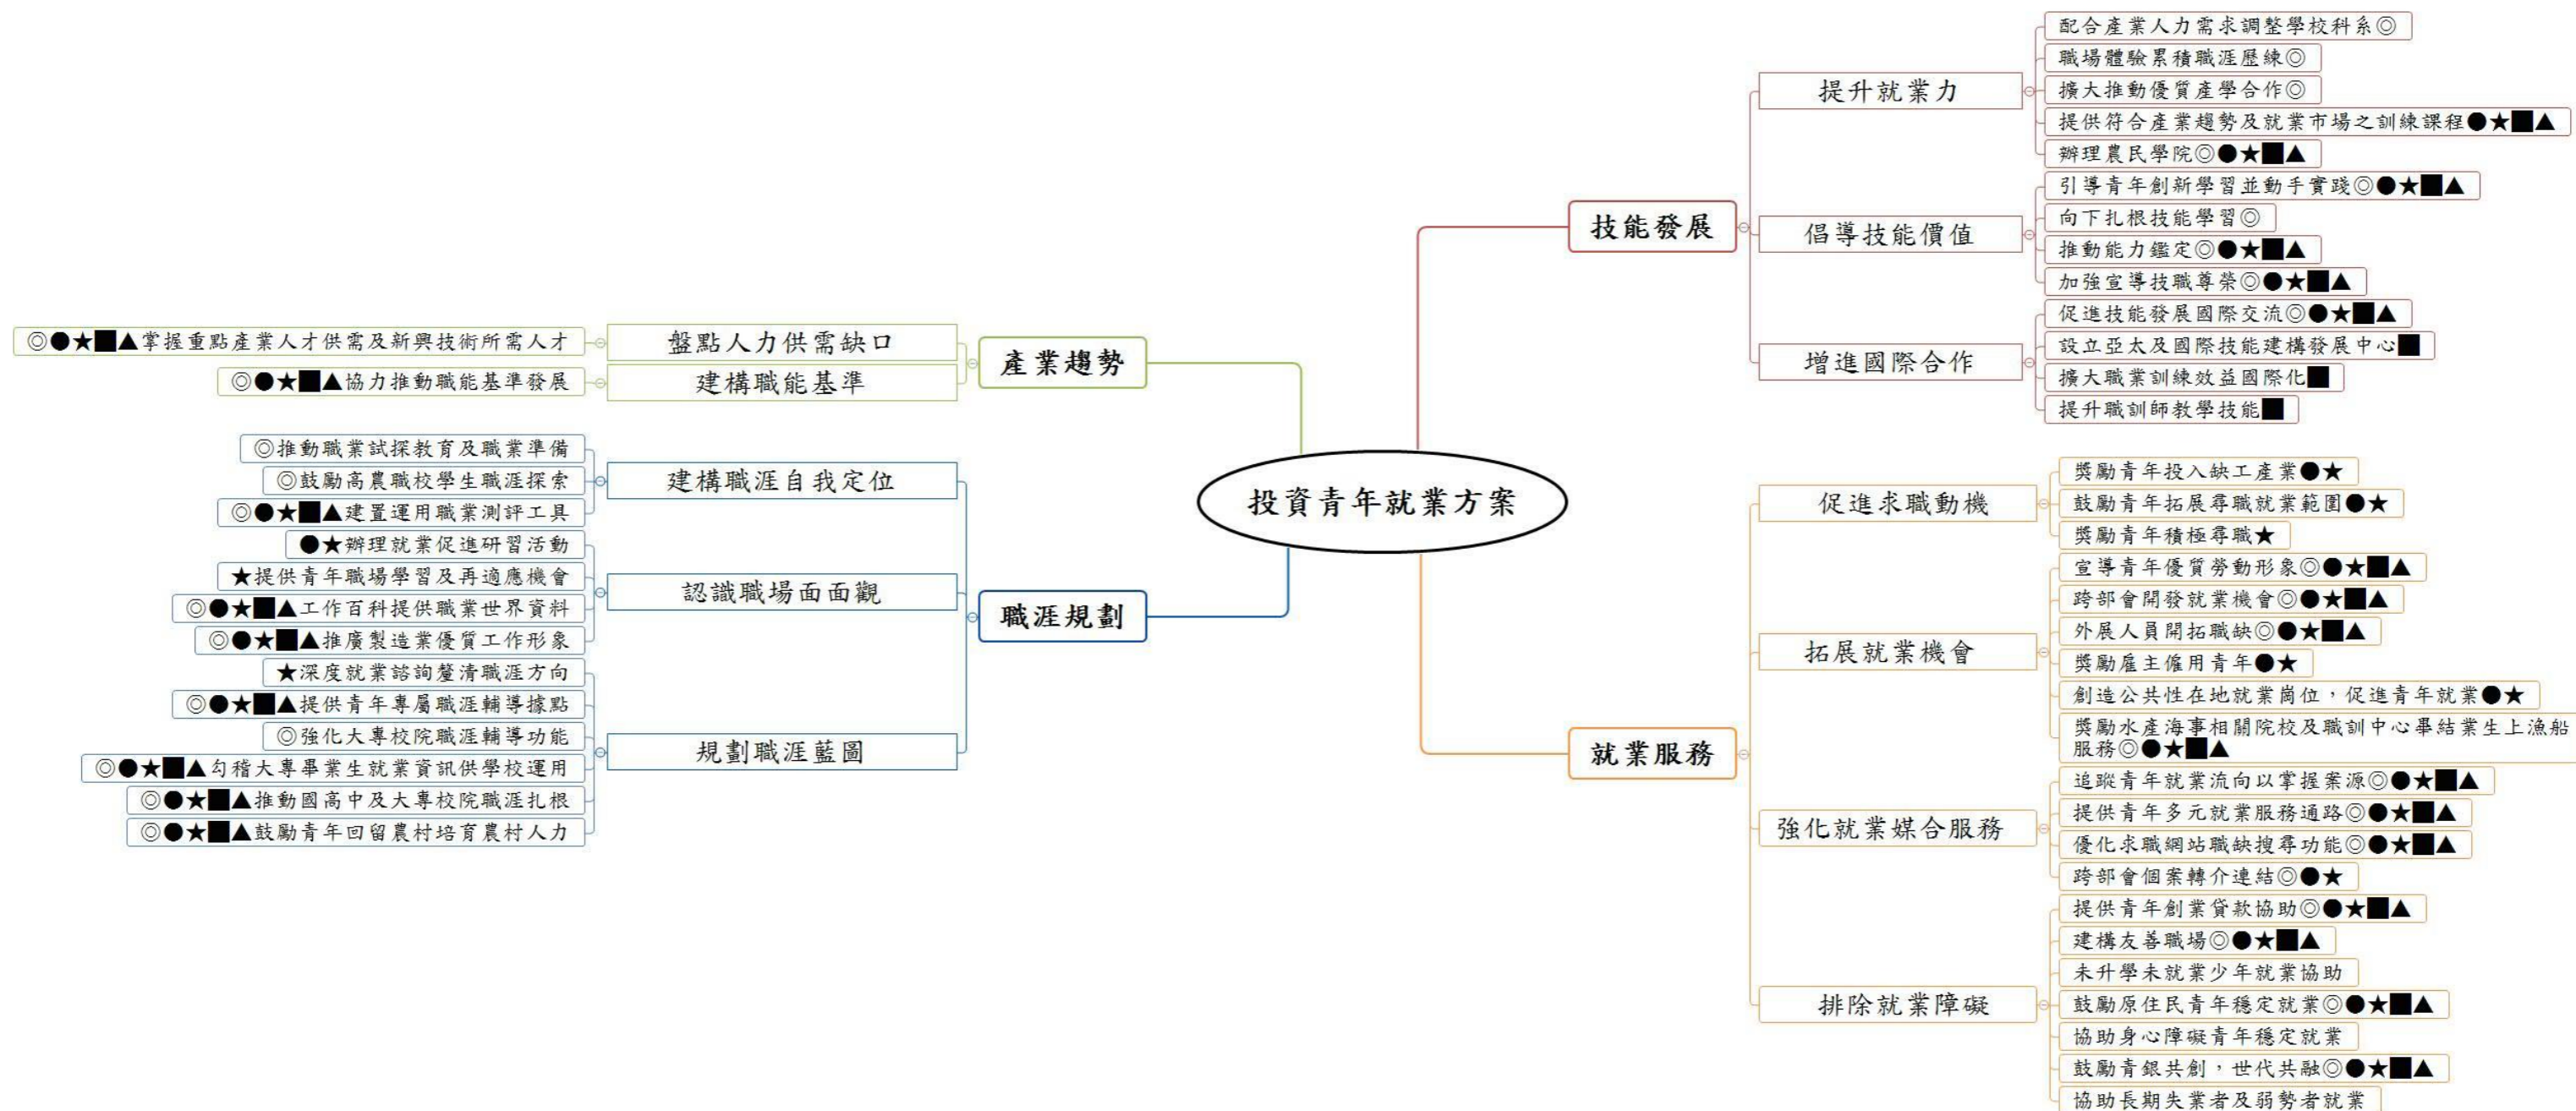 投資青年就業方案
產業趨勢
盤點人力供需缺口
◎●★■▲掌握重點產業人才供需及新興技術所需人才
建構職能基準
◎●★■▲協力推動職能基準發展
職涯規劃
建構職涯自我定位
◎推動職業試探教育及職業準備
◎鼓勵高農職校學生職涯探索
◎●★■▲建置運用職業測評工具
認識職場面面觀
●★辦理就業促進研習活動
★提供青年職場學習及再適應機會
◎●★■▲工作百科提供職業世界資料
◎●★■▲推廣製造業優質工作形象
規劃職涯藍圖
★深度就業諮詢釐清職涯方向
◎●★■▲提供青年專屬職涯輔導據點
◎強化大專校院職涯輔導功能
◎●★■▲勾稽大專畢業生就業資訊供學校運用
◎●★■▲推動國高中及大專校院職涯扎根
◎●★■▲鼓勵青年回留農村培育農村人力
技能發展
提升就業力
配合產業人力需求調整學校科系◎
職場體驗累積職涯歷練◎
擴大推動優質產學合作◎
提供符合產業趨勢及就業市場之訓練課程●★■▲
辦理農民學院◎●★■▲
倡導技能價值
引導青年創新學習並動手實踐◎●★■▲
向下扎根技能學習◎
推動能力鑑定◎●★■▲
加強宣導技職尊榮◎●★■▲
增進國際合作
促進技能發展國際交流◎●★■▲
設立亞太及國際技能建構發展中心■
擴大職業訓練效益國際化■
提升職訓師教學技能■
就業服務
促進求職動機
獎勵青年投入缺工產業●★
鼓勵青年拓展尋職就業範圍●★
獎勵青年積極尋職★
拓展就業機會
宣導青年優質勞動形象◎●★■▲
跨部會開發就業機會◎●★■▲
外展人員開拓職缺◎●★■▲
獎勵雇主僱用青年●★
創造公共性在地就業崗位，促進青年就業●★
獎勵水產海事相關院校及職訓中心畢結業生上漁船
服務◎●★■▲
強化就業媒合服務
追蹤青年就業流向以掌握案源◎●★■▲
提供青年多元就業服務通路◎●★■▲
優化求職網站職缺搜尋功能◎●★■▲
跨部會個案轉介連結◎●★
排除就業障礙
提供青年創業貸款協助◎●★■▲
建構友善職場◎●★■▲
未升學未就業少年就業協助
鼓勵原住民青年穩定就業◎●★■▲
協助身心障礙青年穩定就業
鼓勵青銀共創，世代共融◎●★■▲
協助長期失業者及弱勢者就業